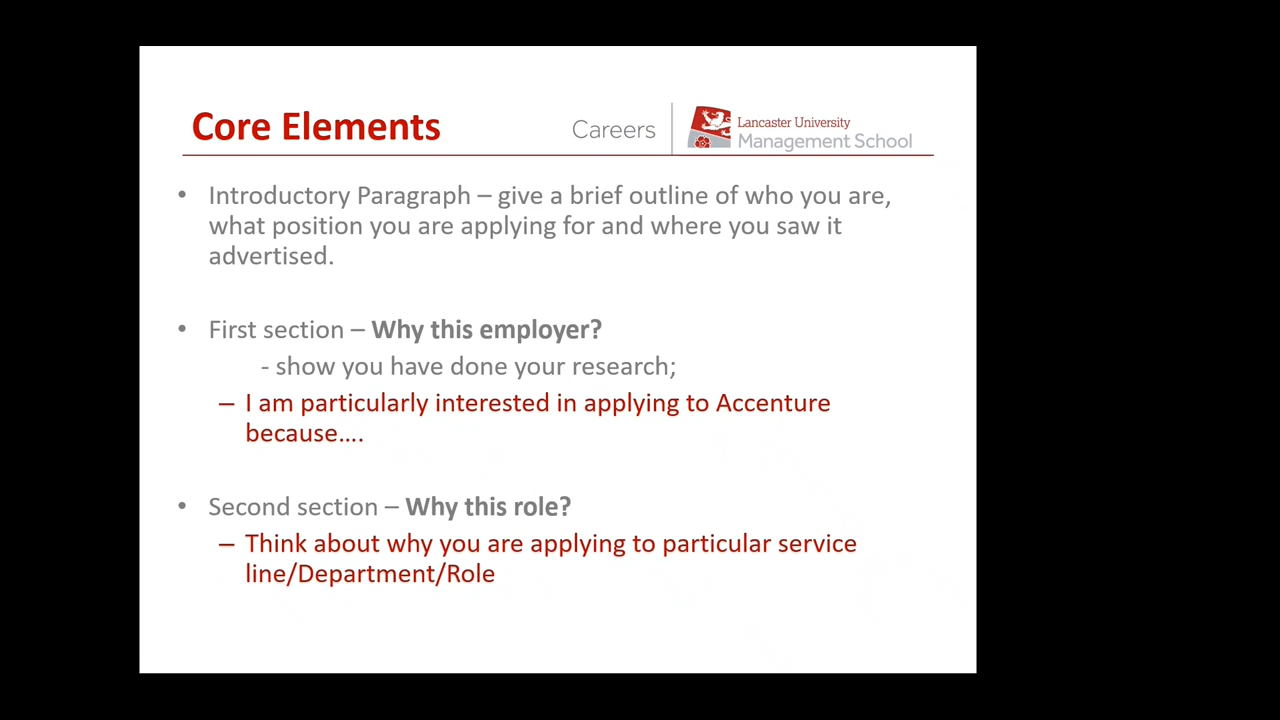 Core Elements
Careers
Lancaster University
Management School
• Introductory Paragraph – give a brief outline of who you are,
what position you are applying for and where you saw it
advertised.
• First section – Why this employer?
- show you have done your research;
– I am particularly interested in applying to Accenture
because….
• Second section – Why this role?
– Think about why you are applying to particular service
line/Department/Role